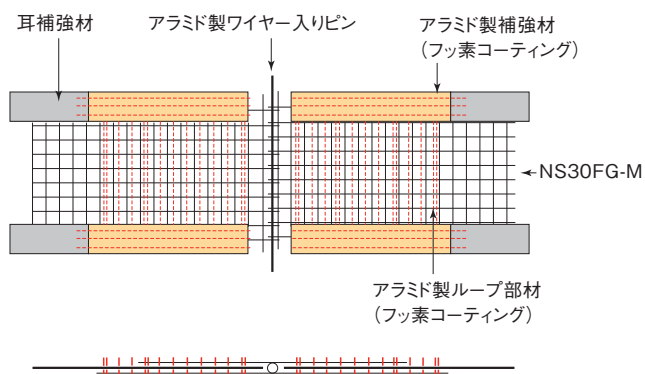 耳補強材
アラミド製ワイヤー入りピン
アラミド製補強材
(フッ素コーティング)
NS30FG-M
アラミド製ループ部材
(フッ素コーティング)